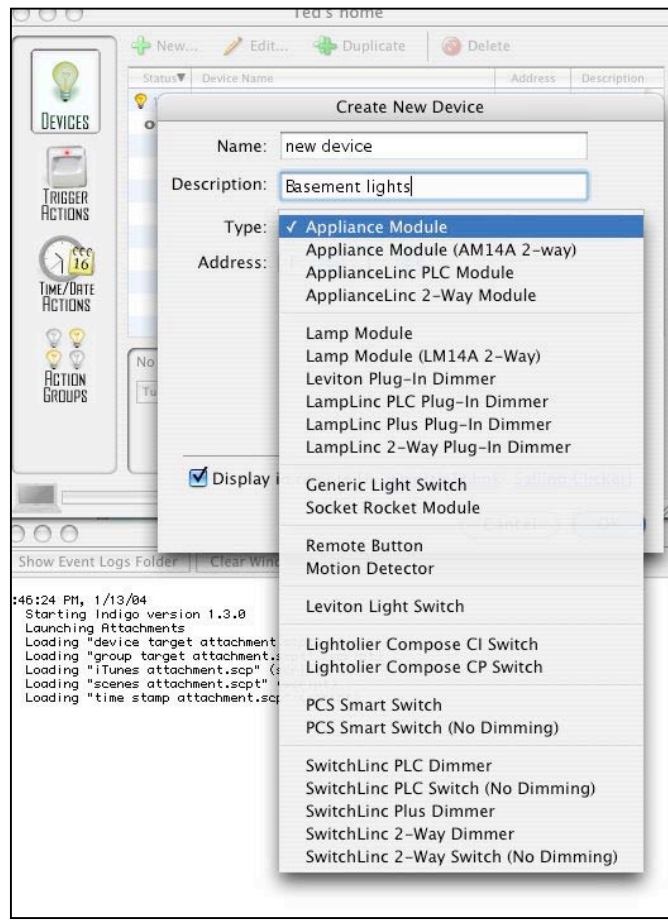 Ted's home
New... Edit... Duplicate Delete
Status▼ Device Name Address Description
DEVICES
TRIGGER
ACTIONS
TIME/DATE
ACTIONS
ACTION
GROUPS
Create New Device
Name: new device
Description: Basement lights
Type: ✓ Appliance Module
Address:
Appliance Module (AM14A 2-way)
ApplianceLinc PLC Module
ApplianceLinc 2-Way Module
Lamp Module
Lamp Module (LM14A 2-Way)
Leviton Plug-In Dimmer
LampLinc PLC Plug-In Dimmer
LampLinc Plus Plug-In Dimmer
LampLinc 2-Way Plug-In Dimmer
Generic Light Switch
Socket Rocket Module
Remote Button
Motion Detector
Leviton Light Switch
Lightolier Compose CI Switch
Lightolier Compose CP Switch
PCS Smart Switch
PCS Smart Switch (No Dimming)
SwitchLinc PLC Dimmer
SwitchLinc PLC Switch (No Dimming)
SwitchLinc Plus Dimmer
SwitchLinc 2-Way Dimmer
SwitchLinc 2-Way Switch (No Dimming)
No
Tu
Display
Cancel OK
Show Event Logs Folder Clear Win
:46:24 PM, 1/13/04
Starting Indigo version 1.3.0
Launching Attachments
Loading "device target attachment.
Loading "group target attachment.
Loading "iTunes attachment.scp"
Loading "scenes attachment.scpt"
Loading "time stamp attachment.scp